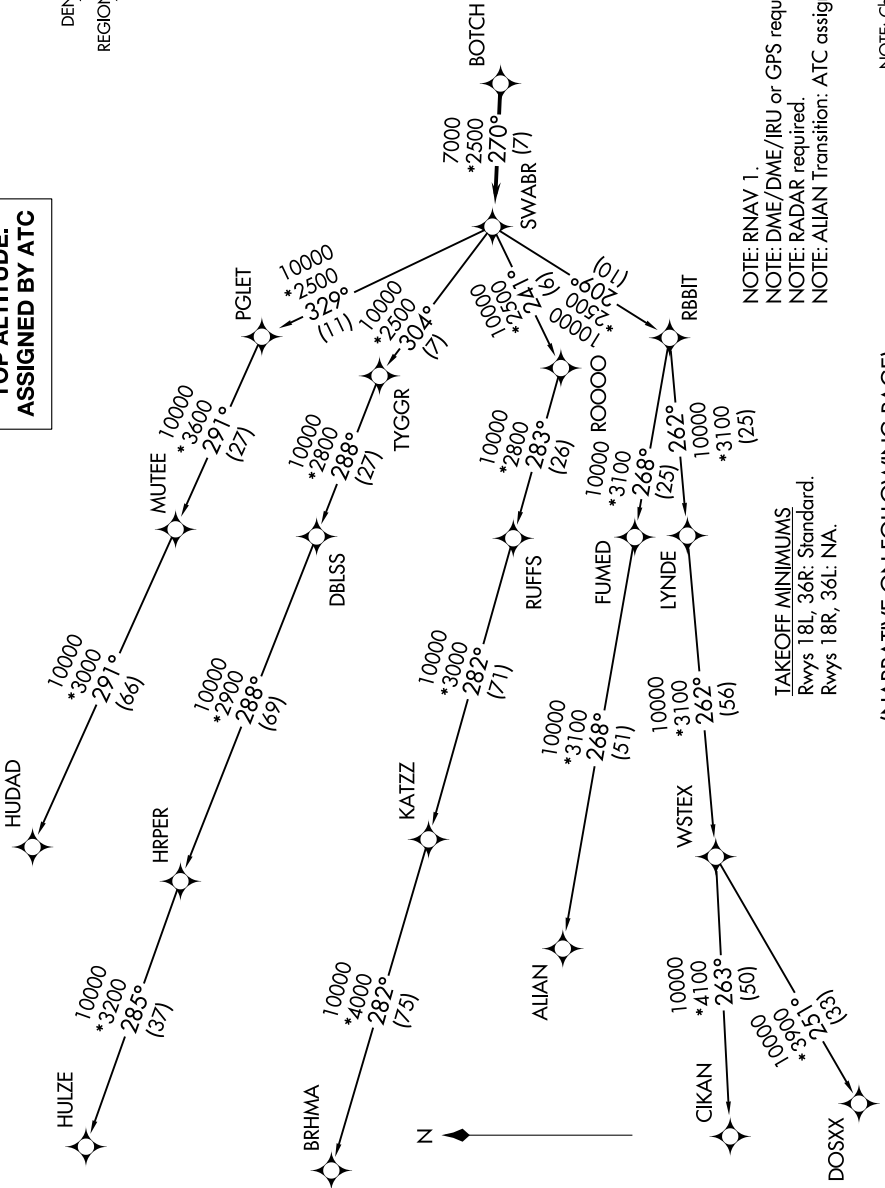 DEN
REGION
TOP ALTITUDE:
ASSIGNED BY ATC
BOTCH
7000
*2500
270°
(7)
SWABR
10000
*2500
329°
(11)
PGLET
10000
*3600
291°
(27)
MUTEE
10000
*3000
291°
(66)
HUDAD
10000
*2500
304°
(7)
TYGGR
10000
*2800
288°
(27)
DBLSS
10000
*2900
288°
(69)
HRPER
10000
*3200
285°
(37)
HULZE
10000
*2500
241°
(6)
ROOOO
10000
*2800
283°
(26)
RUFFS
10000
*3000
282°
(71)
KATZZ
10000
*4000
282°
(75)
BRHMA
10000
*2500
209°
(10)
RBBIT
10000
*3100
268°
(25)
FUMED
10000
*3100
268°
(51)
ALIAN
262°
10000
*3100
(25)
LYNDE
10000
*3100
262°
(56)
WSTEX
10000
*4100
263°
(50)
CIKAN
10000
*3900
251°
(33)
DOSXX
N
NOTE: RNAV 1.
NOTE: DME/DME/IRU or GPS requ
NOTE: RADAR required.
NOTE: ALIAN Transition: ATC assig
TAKEOFF MINIMUMS
Rwys 18L, 36R: Standard.
Rwys 18R, 36L: NA.
(NARRATIVE ON FOLLOWING PAGE)